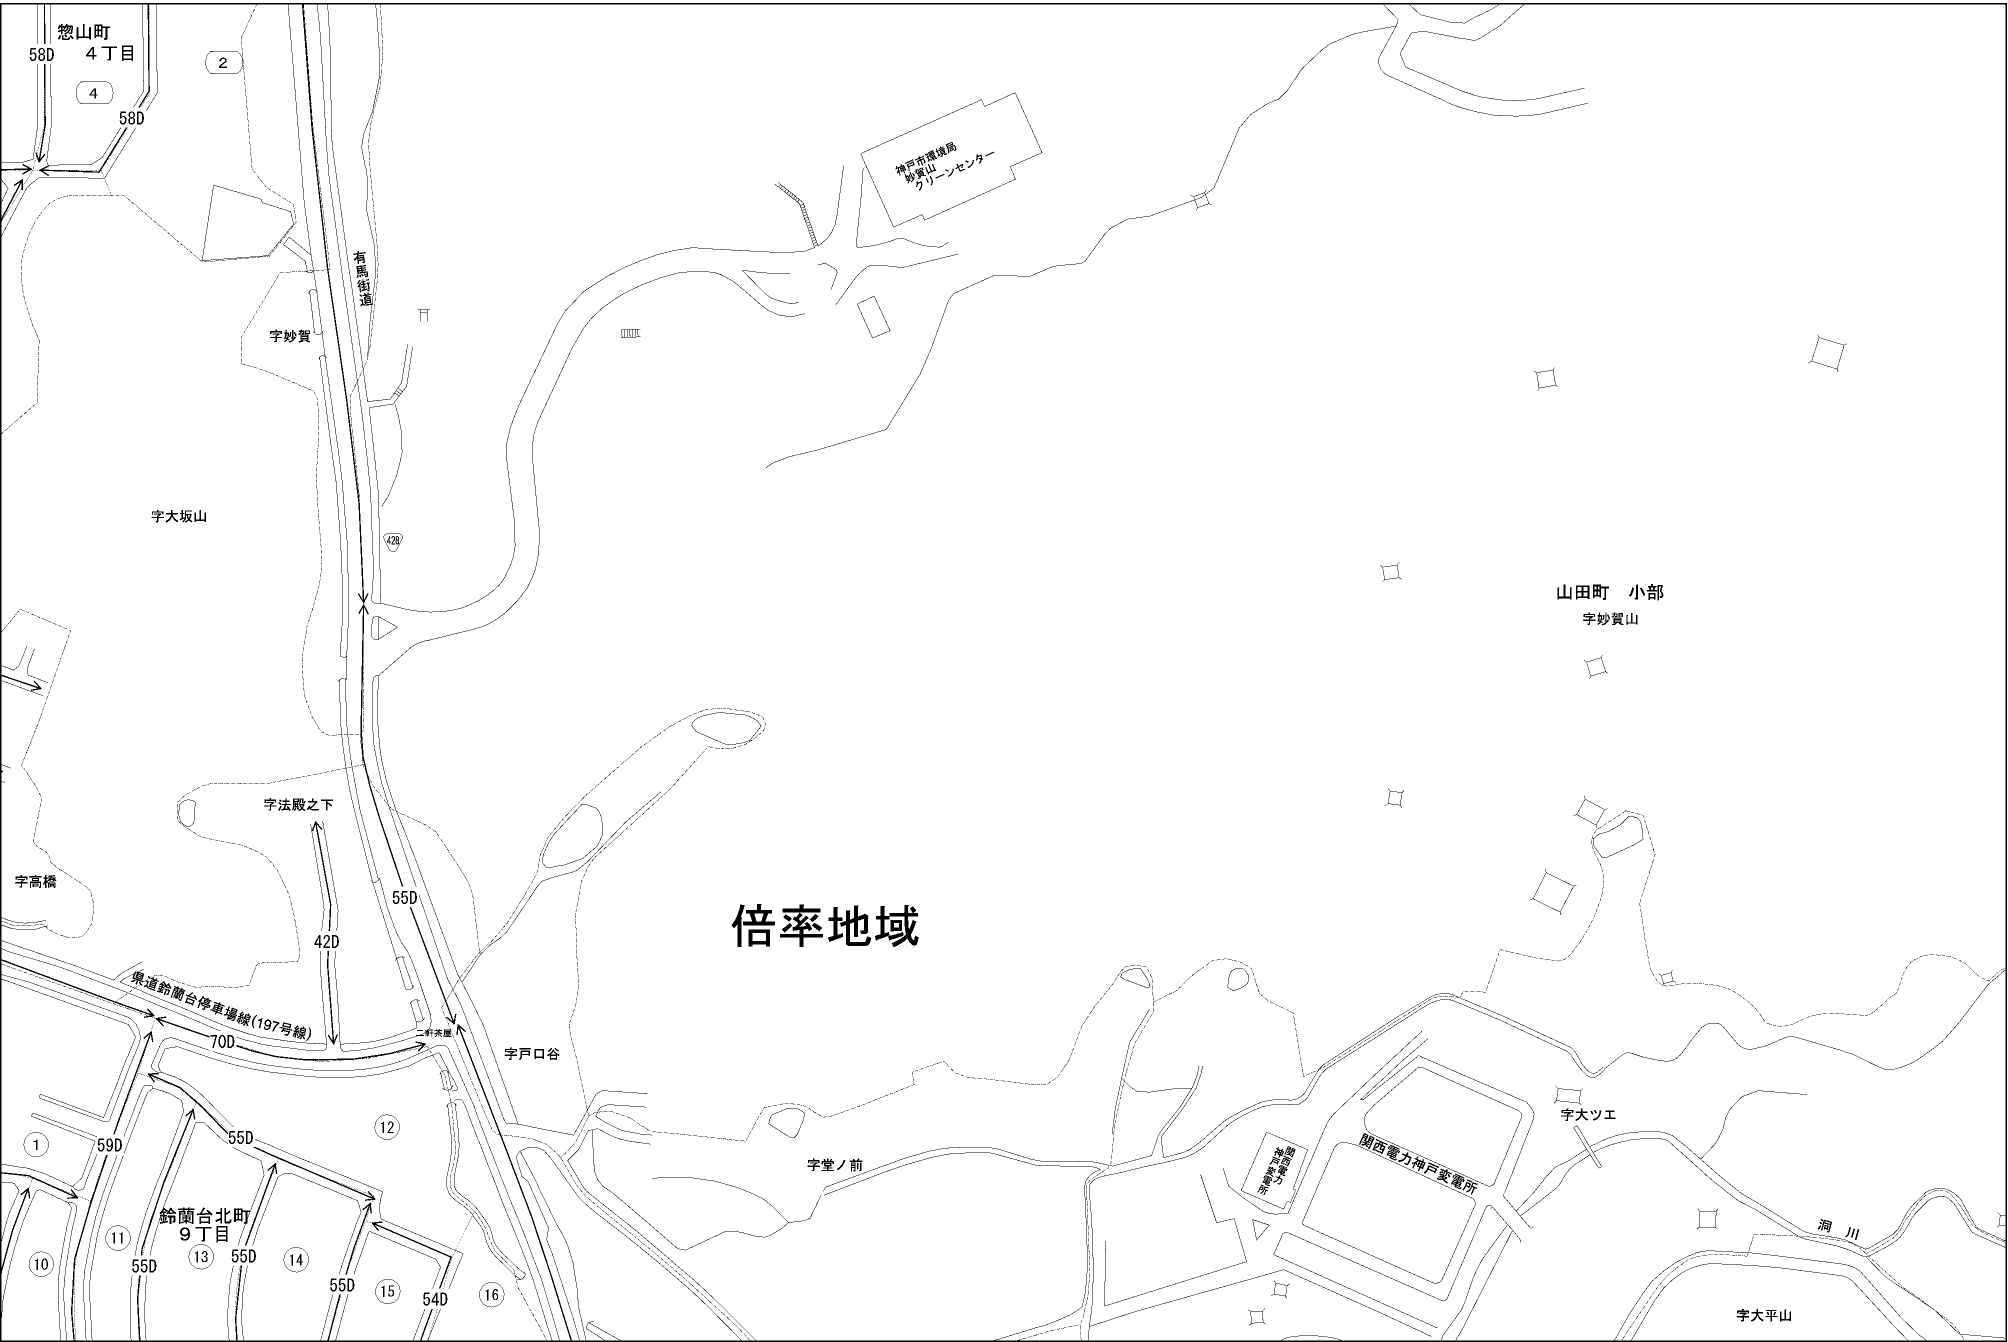 惣山町
４丁目
58D
2
4
58D
神戸市環境局
妙賀山
クリーンセンター
有馬街道
字妙賀
字大坂山
428
山田町　小部
字妙賀山
字法殿之下
字高橋
55D
倍率地域
42D
県道鈴蘭台停車場線(197号線)
70D
二軒茶屋
字戸口谷
12
1
59D
55D
字大ツエ
関西電力神戸変電所
関西電力
神戸変電所
字堂ノ前
鈴蘭台北町
９丁目
11
13
14
10
55D
55D
55D
15
16
54D
洞川
字大平山